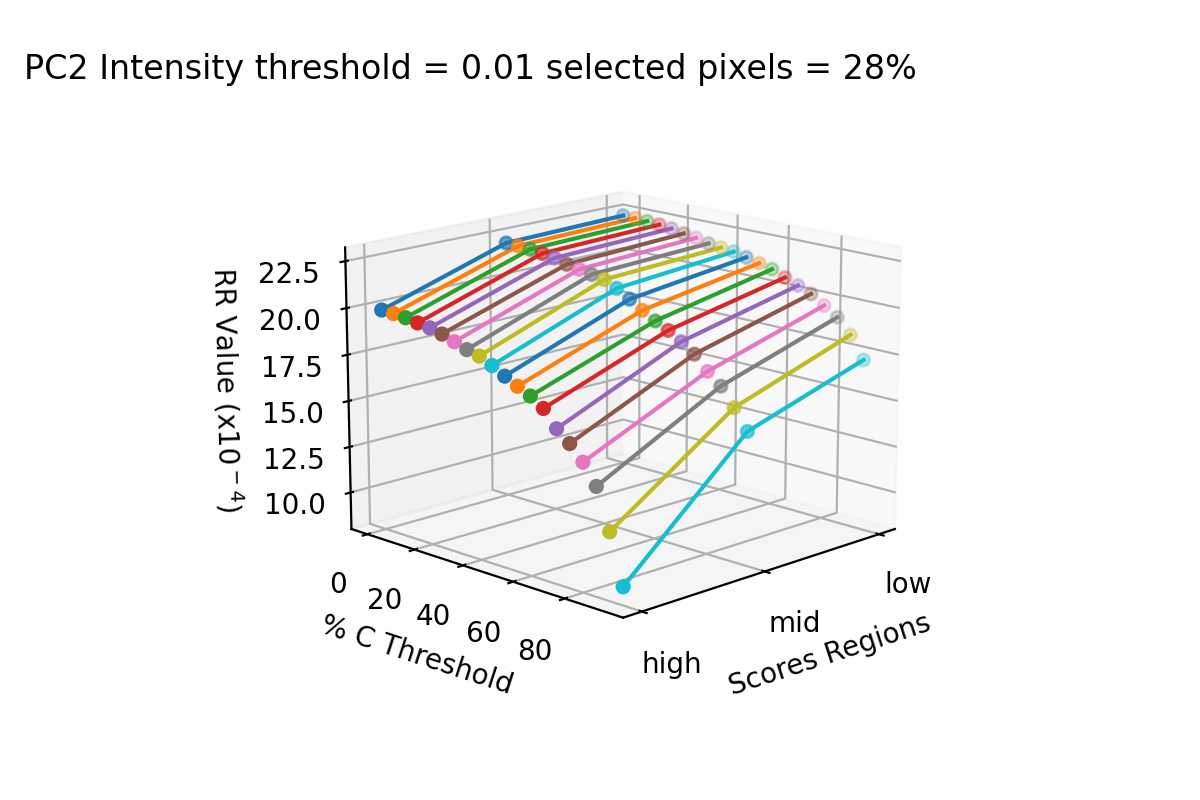 PC2 Intensity threshold = 0.01 selected pixels = 28%
RR Value (x10⁻⁴)
22.5
20.0
17.5
15.0
12.5
10.0
0
20
40
60
80
% C Threshold
high
mid
low
Scores Regions